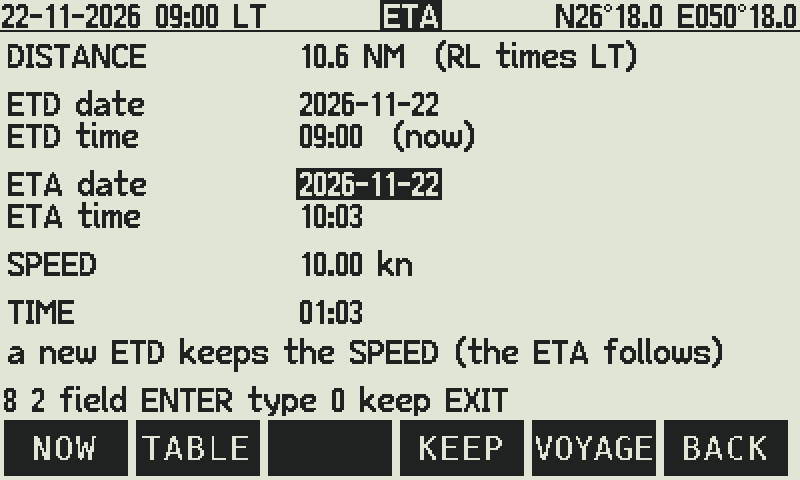 22-11-2026 09:00 LT ETA N26°18.0 E050°18.0
DISTANCE 10.6 NM (RL times LT)
ETD date 2026-11-22
ETD time 09:00 (now)
ETA date 2026-11-22
ETA time 10:03
SPEED 10.00 kn
TIME 01:03
a new ETD keeps the SPEED (the ETA follows)
8 2 field ENTER type 0 keep EXIT
NOW TABLE KEEP VOYAGE BACK